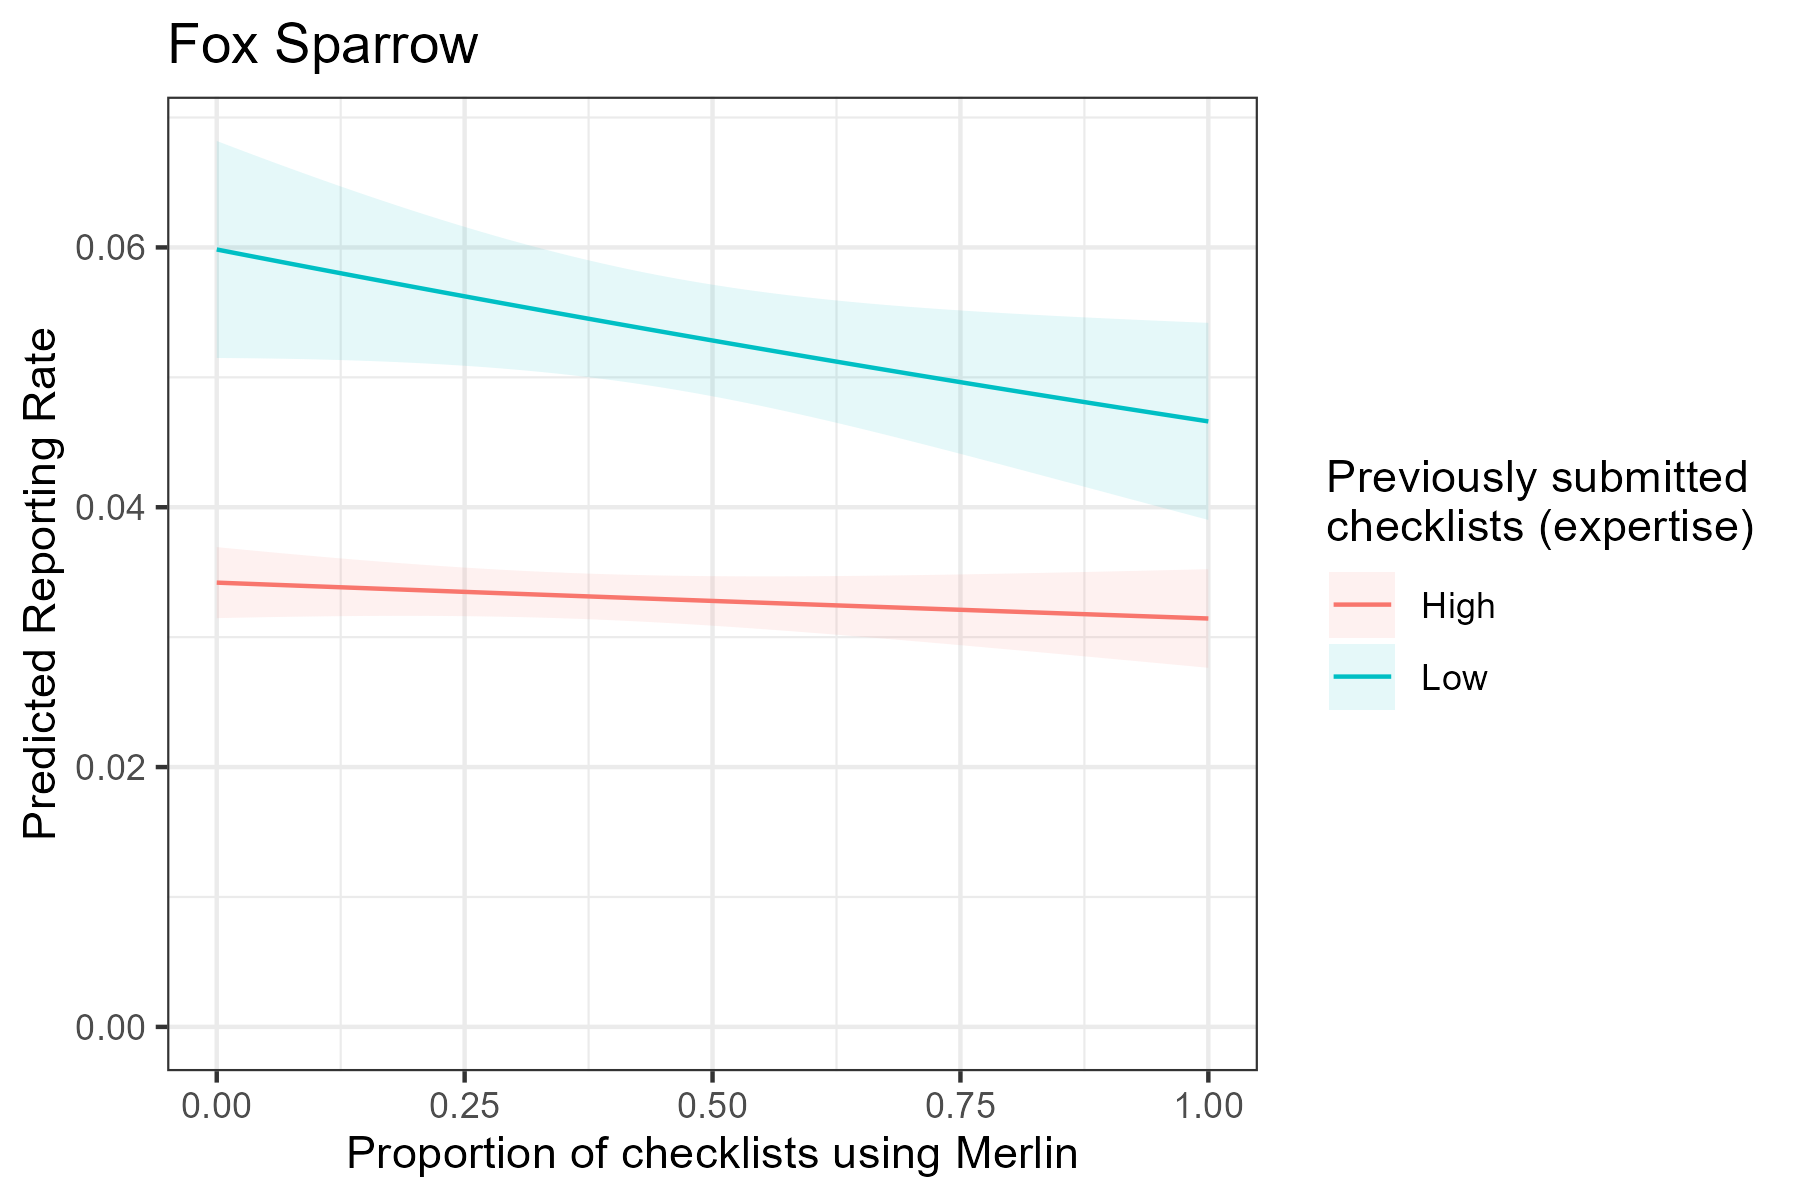 Fox Sparrow
Predicted Reporting Rate
0.06
0.04
0.02
0.00
0.00 0.25 0.50 0.75 1.00
Proportion of checklists using Merlin
Previously submitted
checklists (expertise)
High
Low